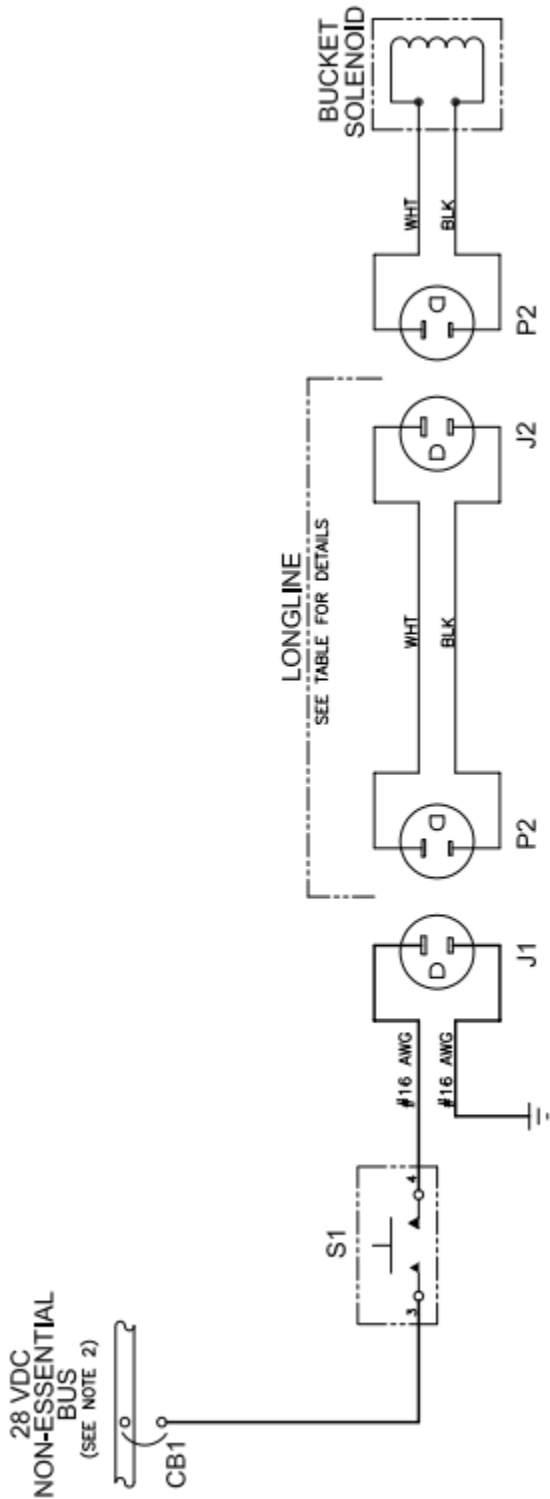 28 VDC
NON-ESSENTIAL
BUS
(SEE NOTE 2)
CB1
S1
3
4
#16 AWG
#16 AWG
J1
LONGLINE
SEE TABLE FOR DETAILS
P2
WHT
BLK
J2
P2
WHT
BLK
BUCKET
SOLENOID